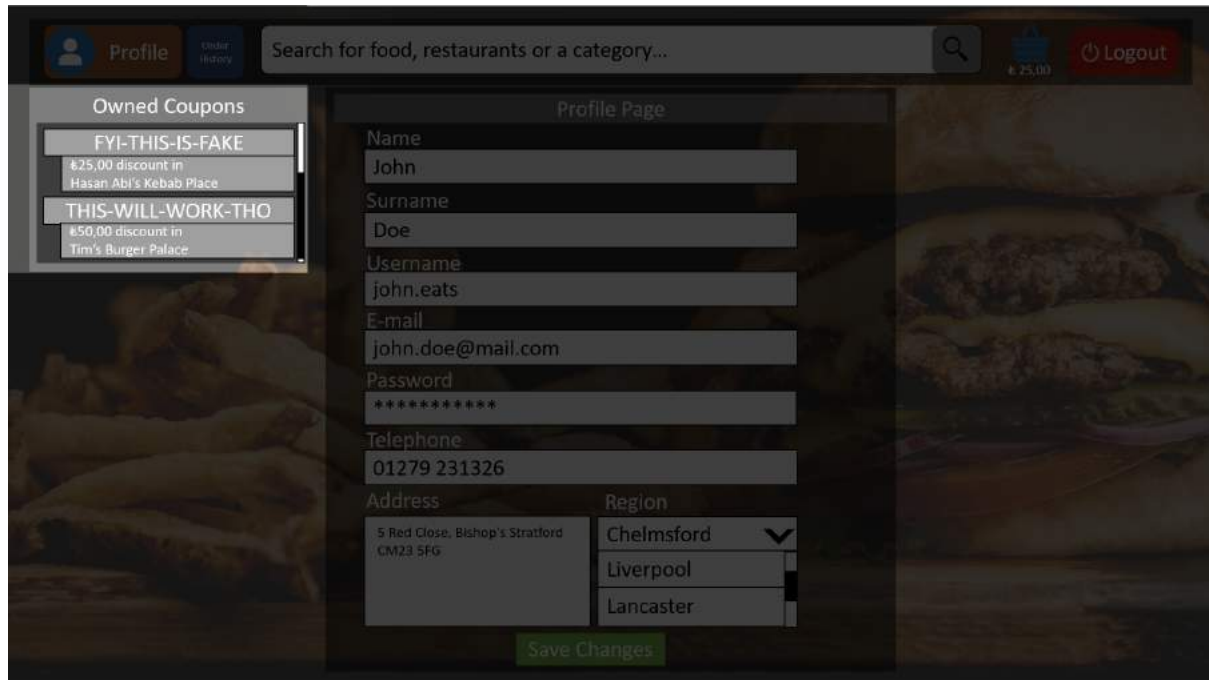 Profile
Order
History
Search for food, restaurants or a category...
₺ 25,00
Logout
Owned Coupons
FYI-THIS-IS-FAKE
₺25,00 discount in
Hasan Abi's Kebab Place
THIS-WILL-WORK-THO
₺50,00 discount in
Tim's Burger Palace
Profile Page
Name
John
Surname
Doe
Username
john.eats
E-mail
john.doe@mail.com
Password
***********
Telephone
01279 231326
Address
5 Red Close, Bishop's Stratford
CM23 5FG
Region
Chelmsford
Liverpool
Lancaster
Save Changes